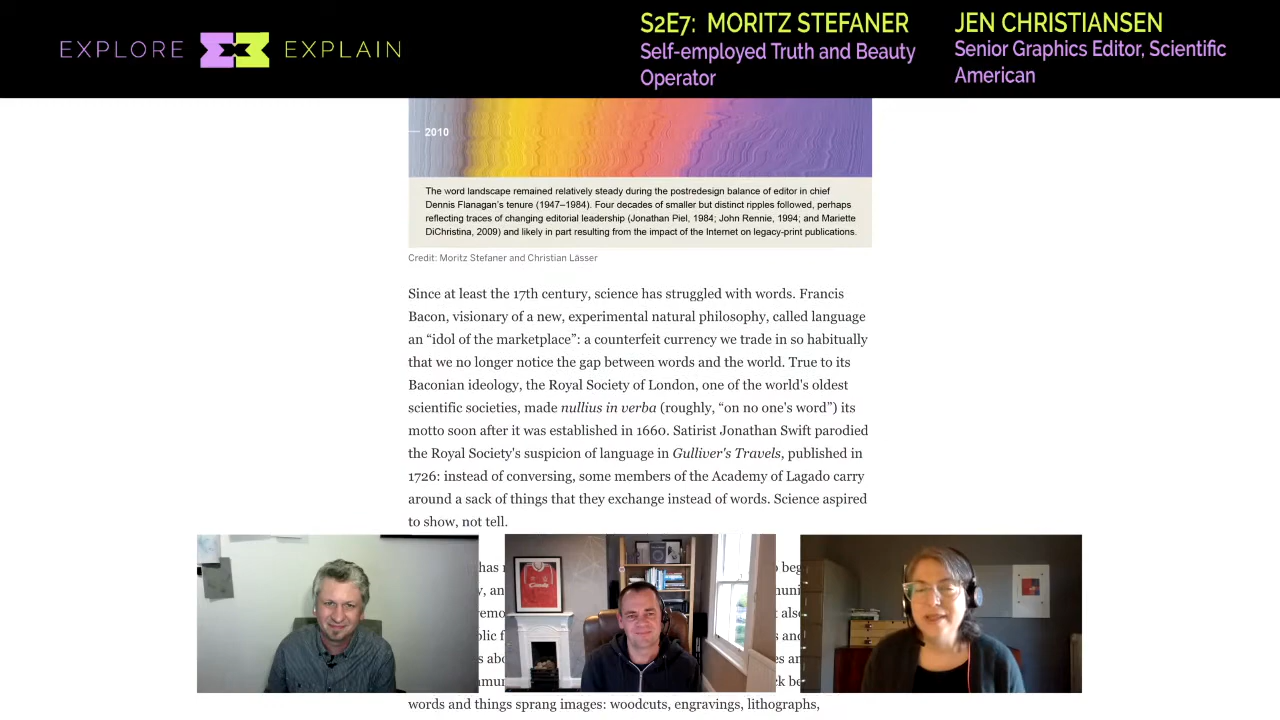 EXPLORE EXPLAIN
S2E7: MORITZ STEFANER
Self-employed Truth and Beauty
Operator
JEN CHRISTIANSEN
Senior Graphics Editor, Scientific
American
2010
The word landscape remained relatively steady during the postredesign balance of editor in chief
Dennis Flanagan's tenure (1947–1984). Four decades of smaller but distinct ripples followed, perhaps
reflecting traces of changing editorial leadership (Jonathan Piel, 1984; John Rennie, 1994; and Mariette
DiChristina, 2009) and likely in part resulting from the impact of the Internet on legacy-print publications.
Credit: Moritz Stefaner and Christian Lässer
Since at least the 17th century, science has struggled with words. Francis
Bacon, visionary of a new, experimental natural philosophy, called language
an “idol of the marketplace”: a counterfeit currency we trade in so habitually
that we no longer notice the gap between words and the world. True to its
Baconian ideology, the Royal Society of London, one of the world's oldest
scientific societies, made nullius in verba (roughly, “on no one's word”) its
motto soon after it was established in 1660. Satirist Jonathan Swift parodied
the Royal Society's suspicion of language in Gulliver's Travels, published in
1726: instead of conversing, some members of the Academy of Lagado carry
around a sack of things that they exchange instead of words. Science aspired
to show, not tell.
has
words and things sprang images: woodcuts, engravings, lithographs,